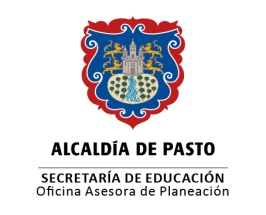 ALCALDÍA DE PASTO
SECRETARÍA DE EDUCACIÓN
Oficina Asesora de Planeación